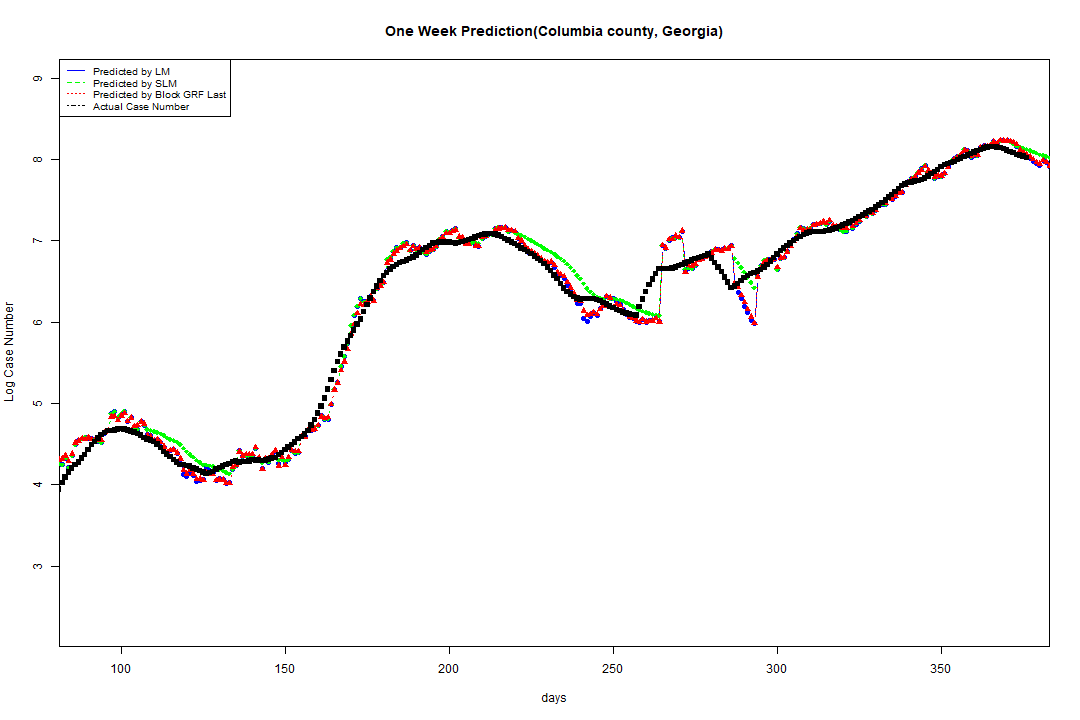 One Week Prediction(Columbia county, Georgia)
Predicted by LM
Predicted by SLM
Predicted by Block GRF Last
Actual Case Number
9
8
7
6
5
4
3
Log Case Number
100 150 200 250 300 350
days